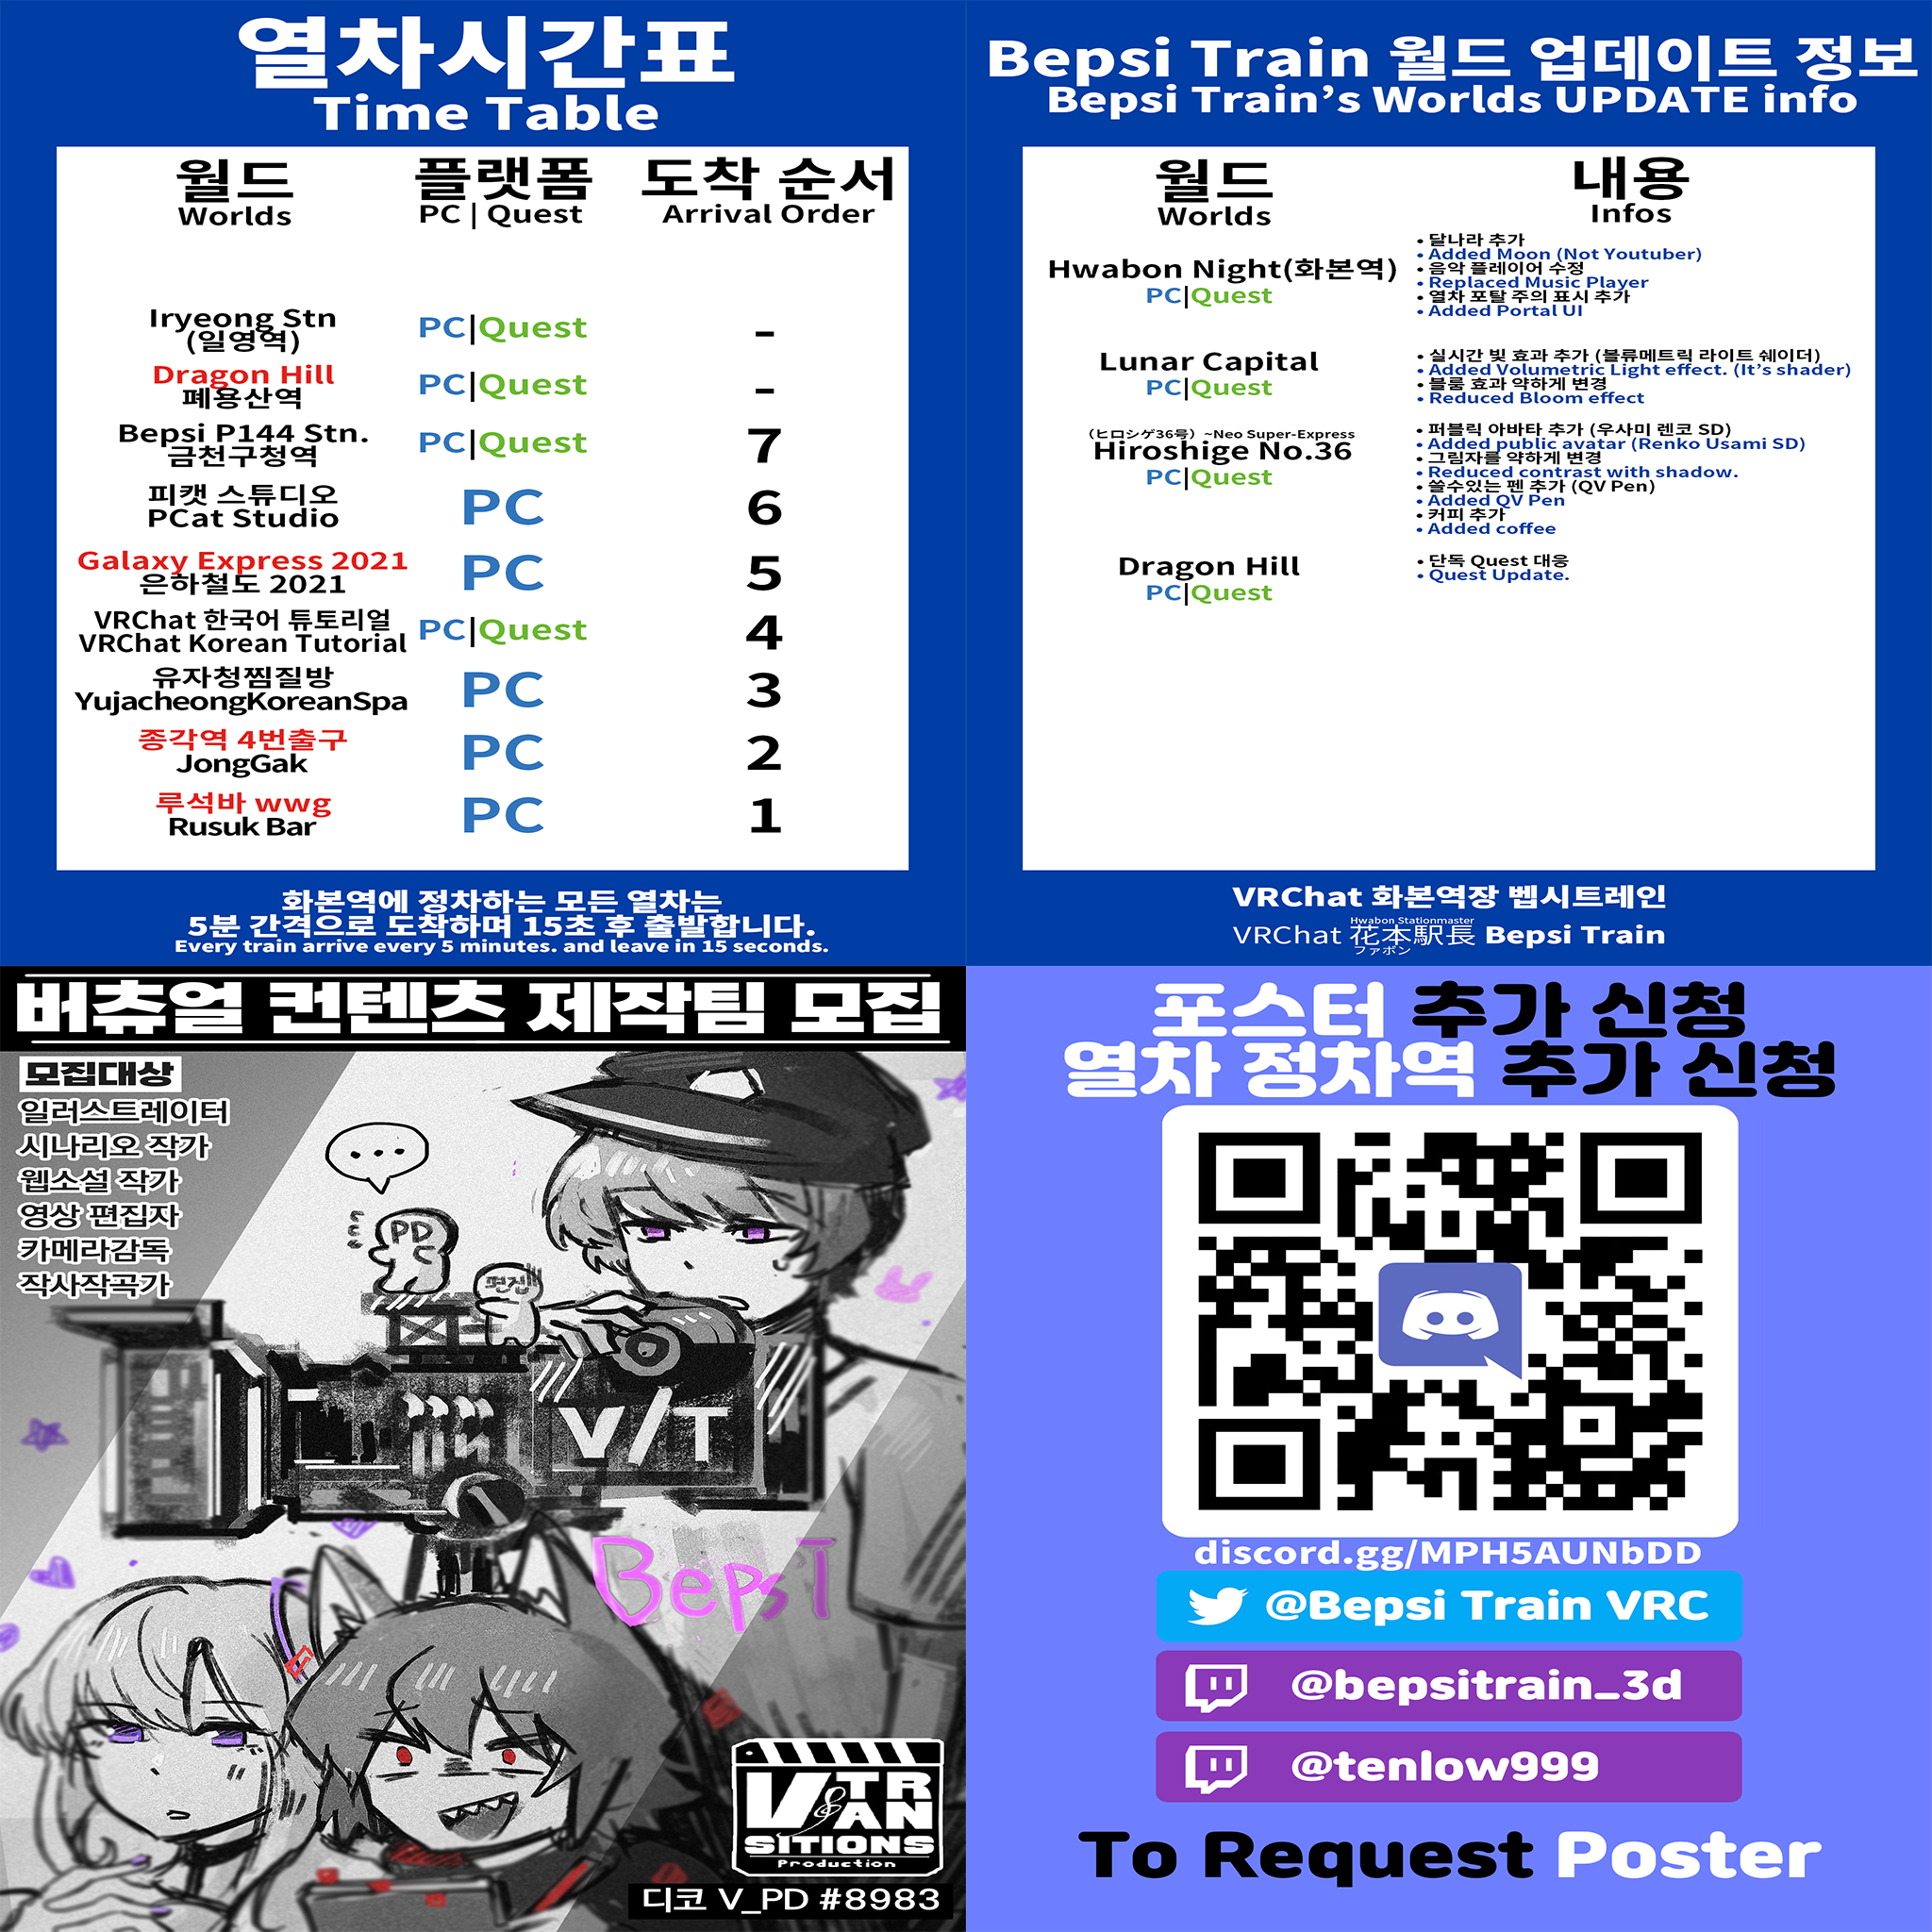 열차시간표
Time Table
월드 플랫폼 도착 순서
Worlds PC | Quest Arrival Order
Iryeong Stn
(일영역)
PC|Quest -
Dragon Hill
폐용산역
PC|Quest -
Bepsi P144 Stn.
금천구청역
PC|Quest 7
피캣 스튜디오
PCat Studio
PC 6
Galaxy Express 2021
은하철도 2021
PC 5
VRChat 한국어 튜토리얼
VRChat Korean Tutorial
PC|Quest 4
유자청찜질방
YujacheongKoreanSpa
PC 3
종각역 4번출구
JongGak
PC 2
루석바 wwg
Rusuk Bar
PC 1
화본역에 정차하는 모든 열차는
5분 간격으로 도착하며 15초 후 출발합니다.
Every train arrive every 5 minutes. and leave in 15 seconds.
Bepsi Train 월드 업데이트 정보
Bepsi Train's Worlds UPDATE info
월드 내용
Worlds Infos
Hwabon Night(화본역)
PC|Quest
• 달나라 추가
• Added Moon (Not Youtuber)
• 음악 플레이어 수정
• Replaced Music Player
• 열차 포탈 주의 표시 추가
• Added Portal UI
Lunar Capital
PC|Quest
• 실시간 빛 효과 추가 (볼류메트릭 라이트 쉐이더)
• Added Volumetric Light effect. (It's shader)
• 블룸 효과 약하게 변경
• Reduced Bloom effect
(ヒロシゲ36号) ~Neo Super-Express
Hiroshige No.36
PC|Quest
• 퍼블릭 아바타 추가 (우사미 렌코 SD)
• Added public avatar (Renko Usami SD)
• 그림자를 약하게 변경
• Reduced contrast with shadow.
• 쓸수있는 펜 추가 (QV Pen)
• Added QV Pen
• 커피 추가
• Added coffee
Dragon Hill
PC|Quest
• 단독 Quest 대응
• Quest Update.
VRChat 화본역장 벱시트레인
Hwabon Stationmaster
VRChat 花本駅長 Bepsi Train
ファボン
버츄얼 컨텐츠 제작팀 모집
모집대상
일러스트레이터
시나리오 작가
웹소설 작가
영상 편집자
카메라감독
작사작곡가
...
PD
편집!!!
V/T
BepsI
V&TRANSITIONS
Production
디코 V_PD #8983
포스터 추가 신청
열차 정차역 추가 신청
discord.gg/MPH5AUNbDD
@Bepsi Train VRC
@bepsitrain_3d
@tenlow999
To Request Poster